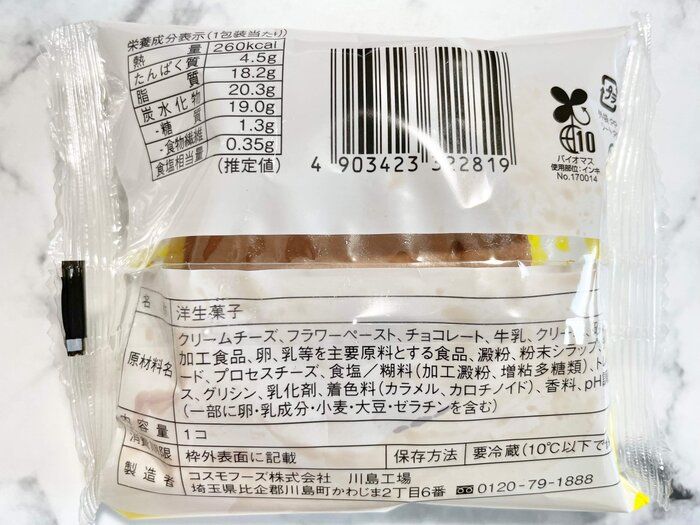 栄養成分表示(1包装当たり)
熱量 260kcal
たんぱく質 4.5g
脂質 18.2g
炭水化物 20.3g
-糖質 19.0g
-食物繊維 1.3g
食塩相当量 0.35g
(推定値)
4 903423 322819
10
バイオマス
使用部位:インキ
No.170014
プラ
名 洋生菓子
原材料名
クリームチーズ、フラワーペースト、チョコレート、牛乳、
加工食品、卵、乳等を主要原料とする食品、澱粉、粉末シラップ、
ード、プロセスチーズ、食塩/糊料(加工澱粉、増粘多糖類)、トレ
ス、グリシン、乳化剤、着色料(カラメル、カロチノイド)、香料、pH
(一部に卵・乳成分・小麦・大豆・ゼラチンを含む)
内容量 1コ
消費期限 枠外表面に記載 保存方法 要冷蔵(10℃以下で
製造者 コスモフーズ株式会社 川島工場
埼玉県比企郡川島町かわじま2丁目6番 0120-79-1888